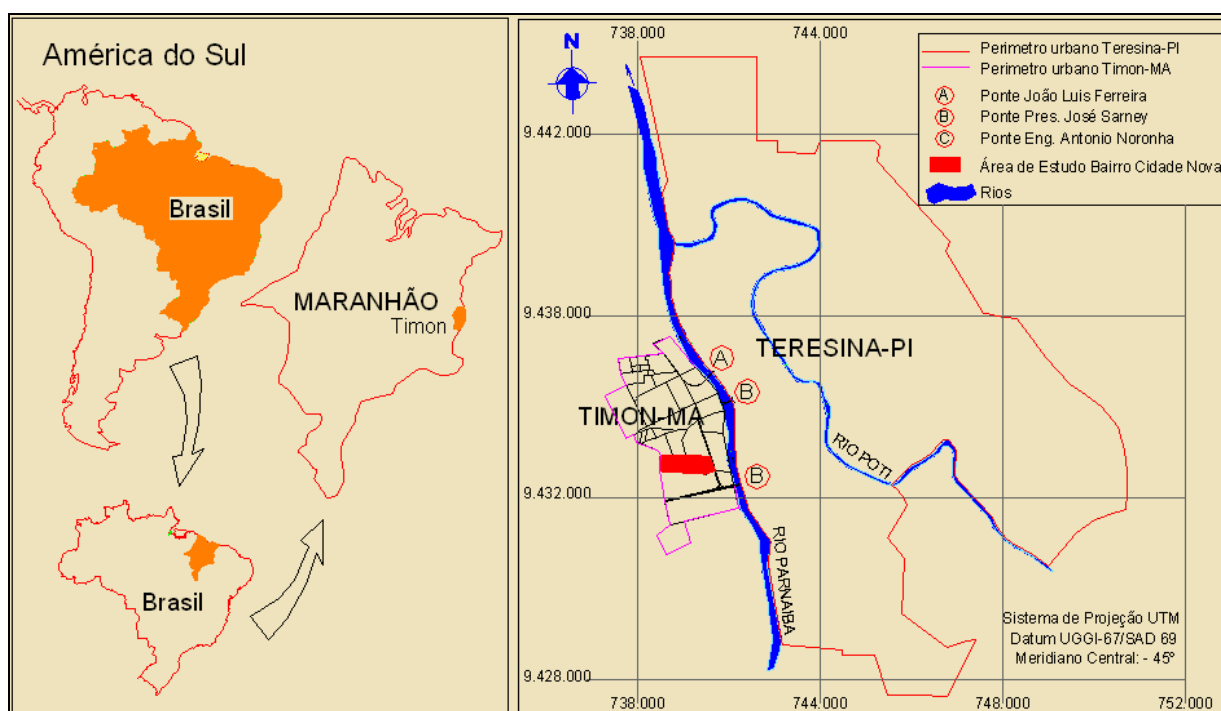 América do Sul
Brasil
MARANHÃO
Timon
Brasil
738.000
744.000
N
9.442.000
9.438.000
9.432.000
9.428.000
Perimetro urbano Teresina-PI
Perimetro urbano Timon-MA
A Ponte João Luis Ferreira
B Ponte Pres. José Sarney
C Ponte Eng. Antonio Noronha
Área de Estudo Bairro Cidade Nova
Rios
TERESINA-PI
A
B
TIMON-MA
B
RIO POTI
RIO PARNAIBA
Sistema de Projeção UTM
Datum UGGI-67/SAD 69
Meridiano Central: - 45º
738.000
744.000
748.000
752.000